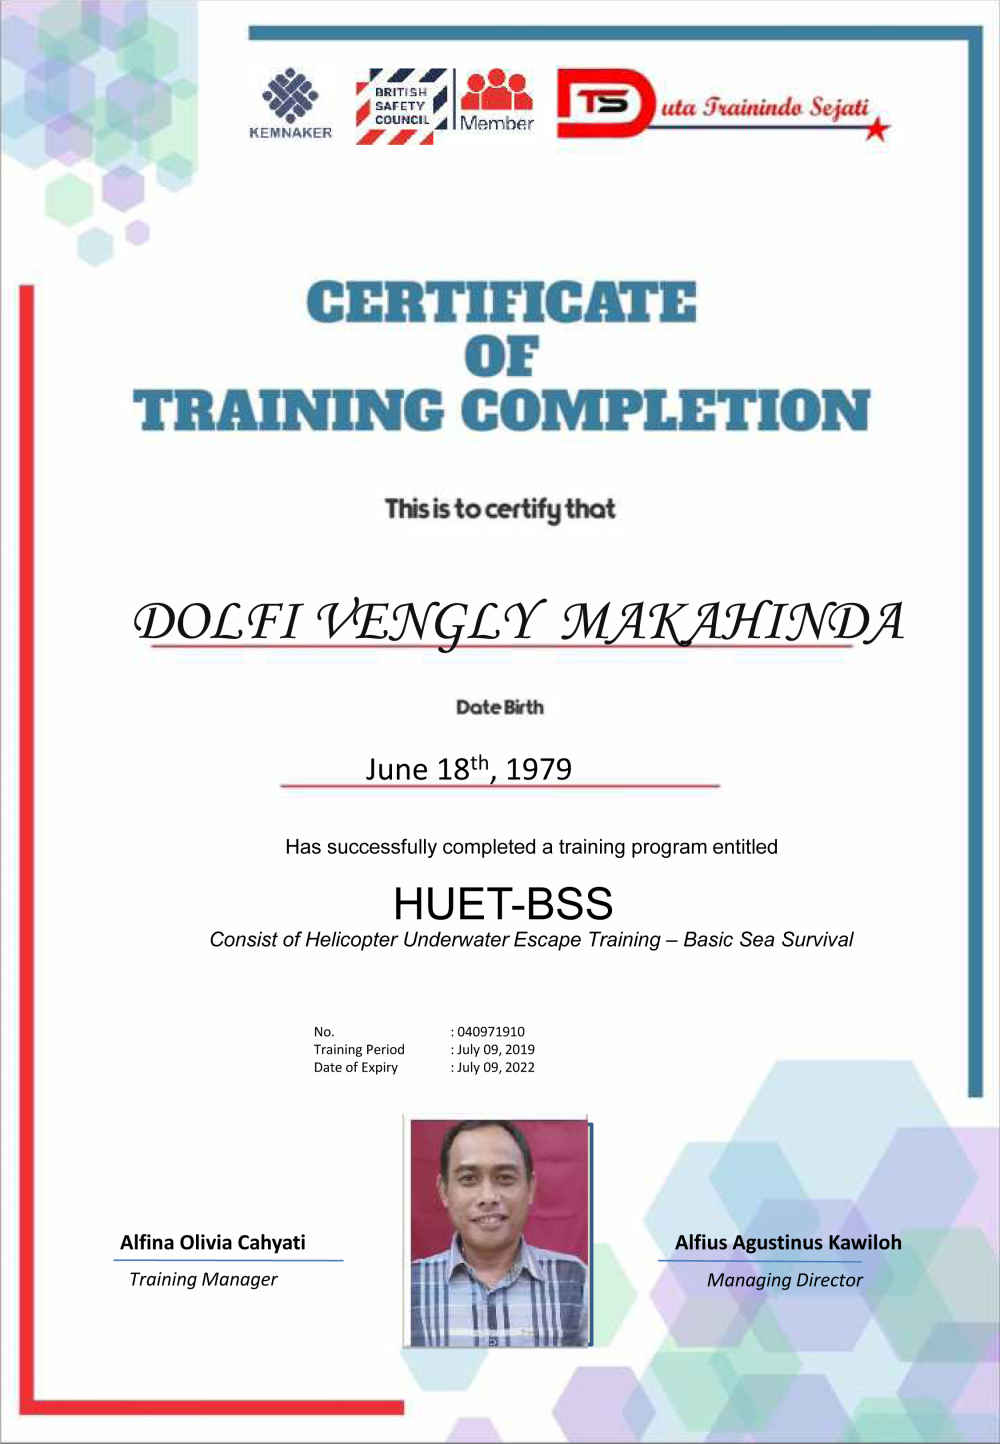 KEMNAKER
BRITISH
SAFETY
COUNCIL
Member
DTS
uta Trainindo Sejati
CERTIFICATE
OF
TRAINING COMPLETION
This is to certify that
DOLFI VENGLY MAKAHINDA
Date Birth
June 18th, 1979
Has successfully completed a training program entitled
HUET-BSS
Consist of Helicopter Underwater Escape Training – Basic Sea Survival
No. : 040971910
Training Period : July 09, 2019
Date of Expiry : July 09, 2022
Alfina Olivia Cahyati
Training Manager
Alfius Agustinus Kawiloh
Managing Director